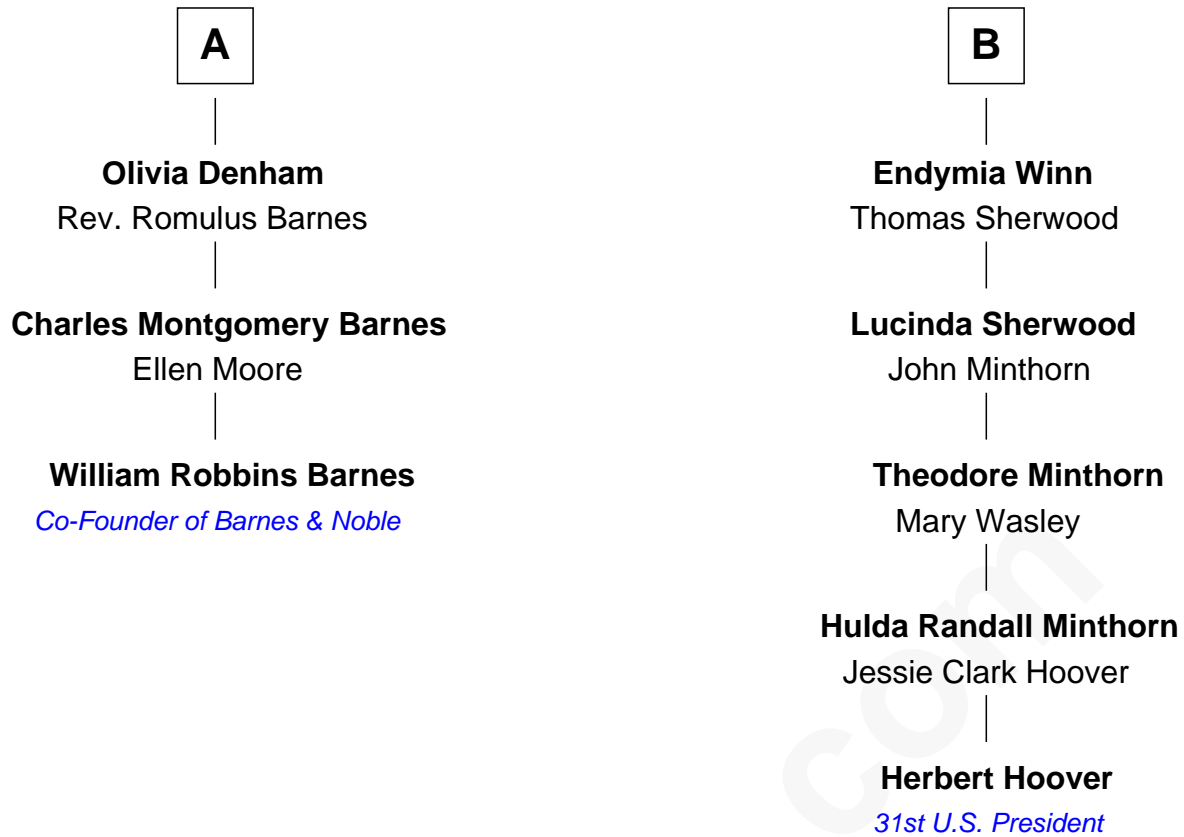 A
Olivia Denham
Rev. Romulus Barnes
Charles Montgomery Barnes
Ellen Moore
William Robbins Barnes
Co-Founder of Barnes & Noble
B
Endymia Winn
Thomas Sherwood
Lucinda Sherwood
John Minthorn
Theodore Minthorn
Mary Wasley
Hulda Randall Minthorn
Jessie Clark Hoover
Herbert Hoover
31st U.S. President
com